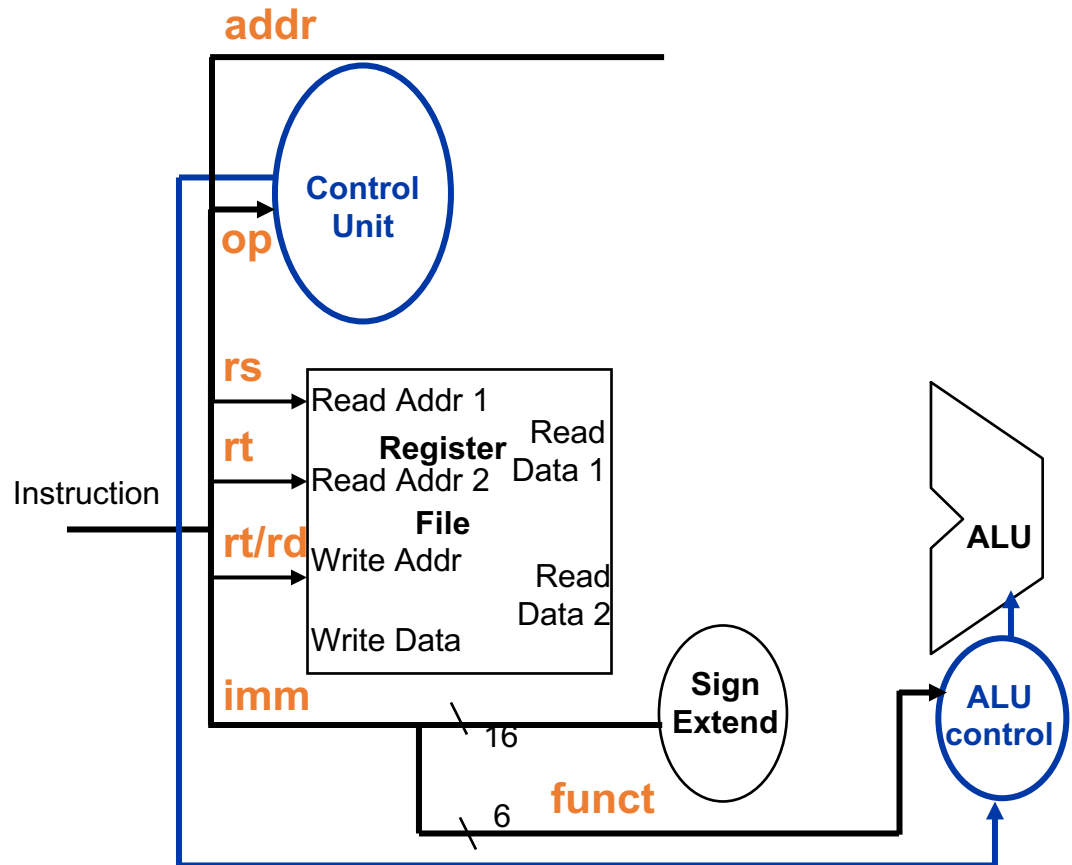 addr
Control
Unit
op
rs
Read Addr 1
Register
Read
Data 1
rt
Read Addr 2
Instruction
File
rt/rd
Write Addr
Read
Data 2
Write Data
ALU
imm
16
Sign
Extend
ALU
control
funct
6